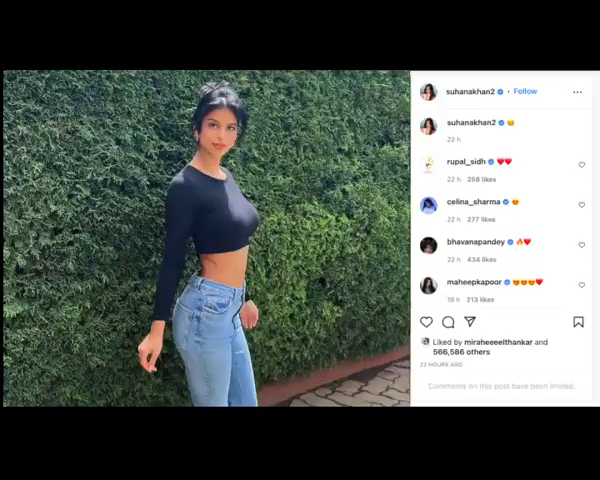 suhanakhan2 • Follow
suhanakhan2
22 h
rupal_sidh
22 h 258 likes
celina_sharma
22 h 277 likes
bhavanapandey
22 h 434 likes
maheepkapoor
19 h 213 likes
Liked by miraheeeelthankar and
566,586 others
22 HOURS AGO
Comments on this post have been limited.